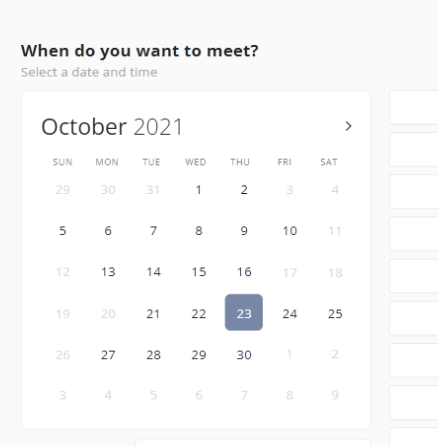 When do you want to meet?
Select a date and time
October 2021 >
SUN MON TUE WED THU FRI SAT
29 30 31 1 2 3 4
5 6 7 8 9 10 11
12 13 14 15 16 17 18
19 20 21 22 23 24 25
26 27 28 29 30 1 2
3 4 5 6 7 8 9